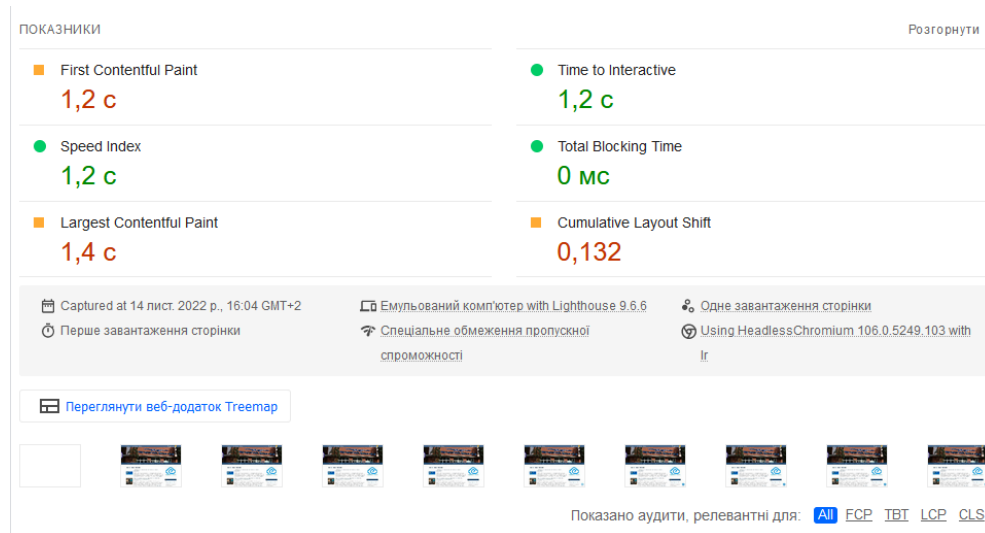 ПОКАЗНИКИ
Розгорнути
First Contentful Paint
1,2 с
Time to Interactive
1,2 с
Speed Index
1,2 с
Total Blocking Time
0 мс
Largest Contentful Paint
1,4 с
Cumulative Layout Shift
0,132
Captured at 14 лист. 2022 р., 16:04 GMT+2
Емульований комп'ютер with Lighthouse 9.6.6
Одне завантаження сторінки
Перше завантаження сторінки
Спеціальне обмеження пропускної
спроможності
Using HeadlessChromium 106.0.5249.103 with
lr
Переглянути веб-додаток Treemap
Показано аудити, релевантні для: All FCP TBT LCP CLS